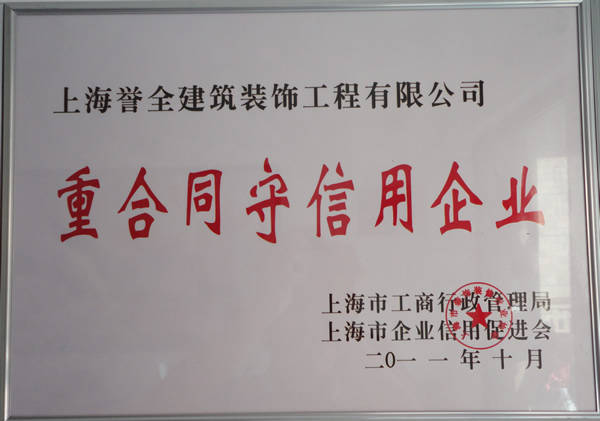 上海誉全建筑装饰工程有限公司
重合同守信用企业
上海市工商行政管理局
上海市企业信用促进会
二0一一年十月